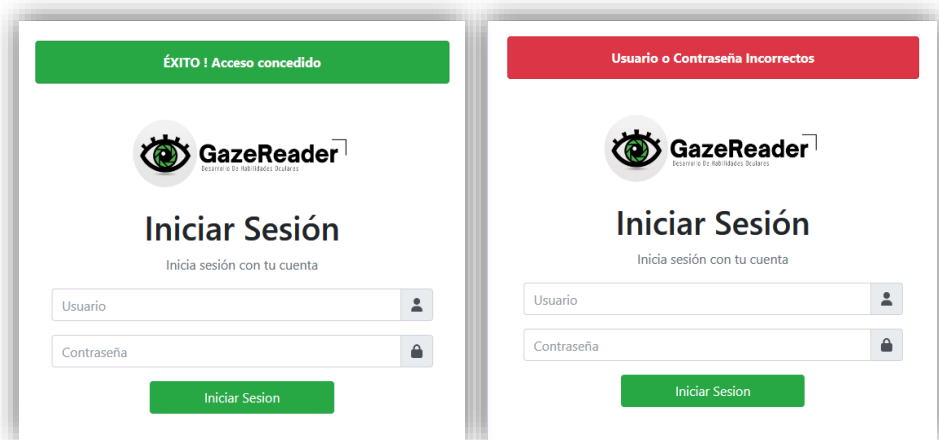 ÉXITO ! Acceso concedido
GazeReader
Desarrollo De Habilidades Oculares
Iniciar Sesión
Inicia sesión con tu cuenta
Usuario
Contraseña
Iniciar Sesion
Usuario o Contraseña Incorrectos
GazeReader
Desarrollo De Habilidades Oculares
Iniciar Sesión
Inicia sesión con tu cuenta
Usuario
Contraseña
Iniciar Sesion